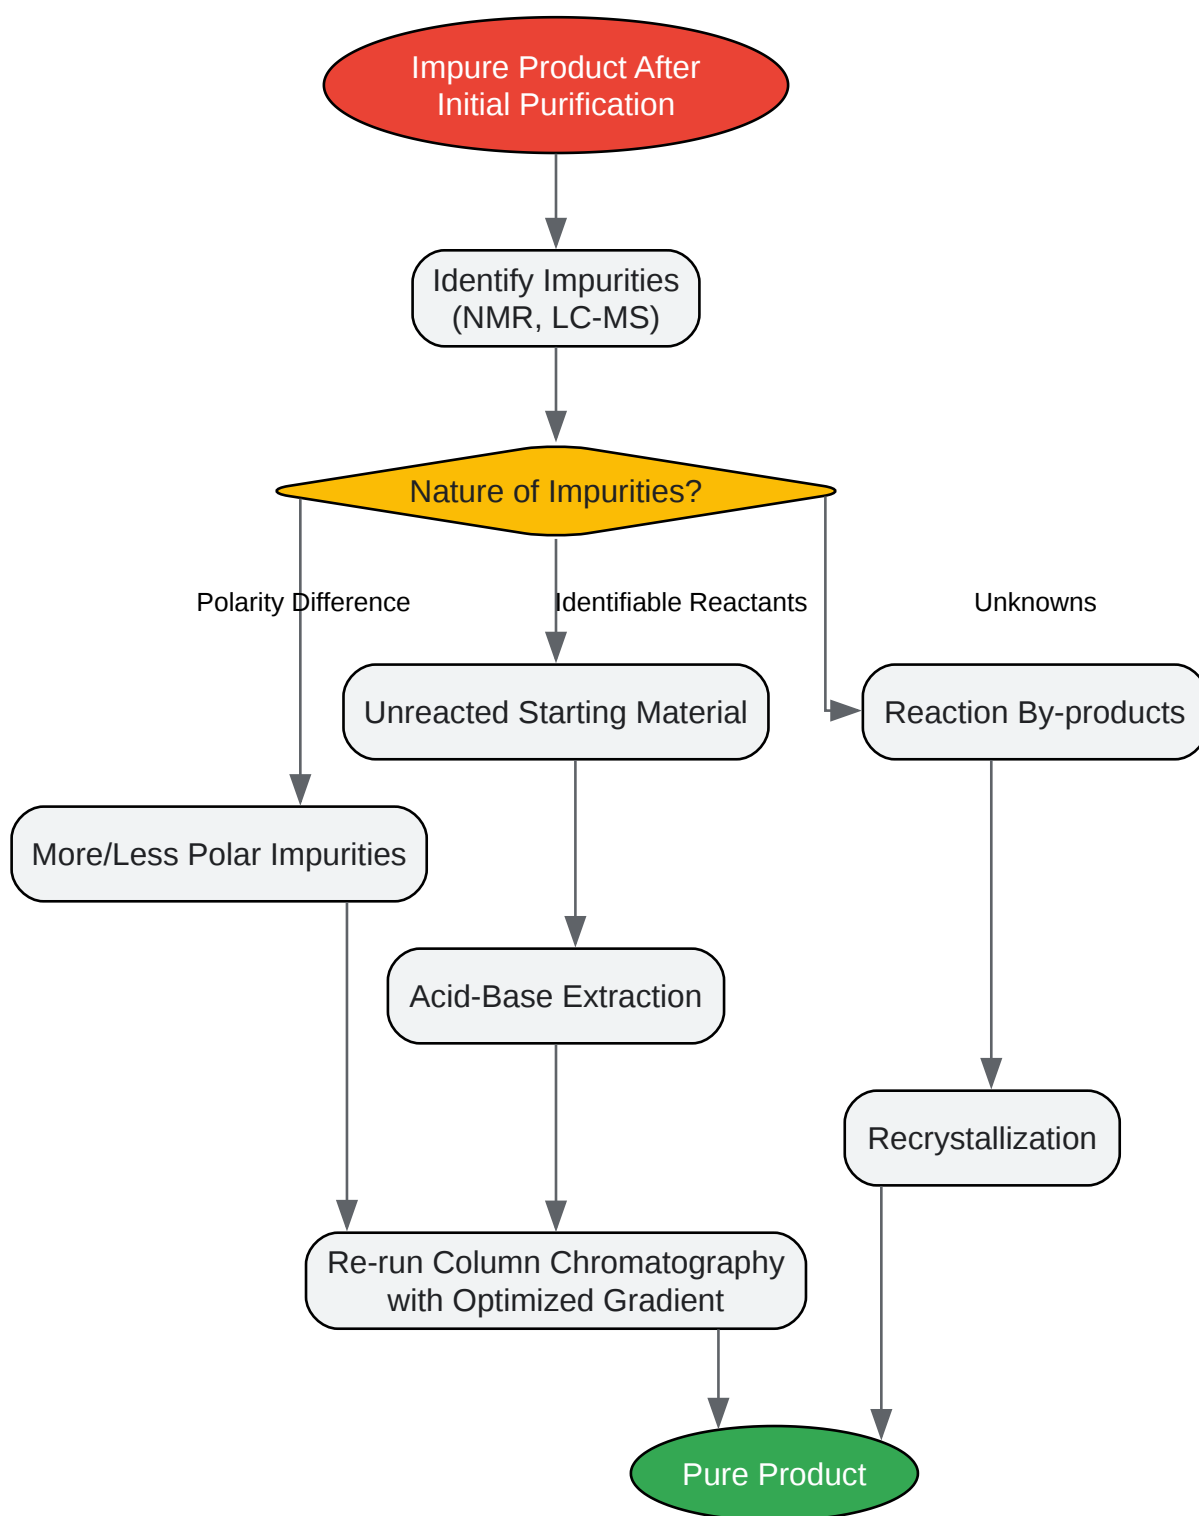 Impure Product After
Initial Purification
Identify Impurities
(NMR, LC-MS)
Nature of Impurities?
Polarity Difference
Identifiable Reactants
Unknowns
Unreacted Starting Material
Reaction By-products
More/Less Polar Impurities
Acid-Base Extraction
Recrystallization
Re-run Column Chromatography
with Optimized Gradient
Pure Product